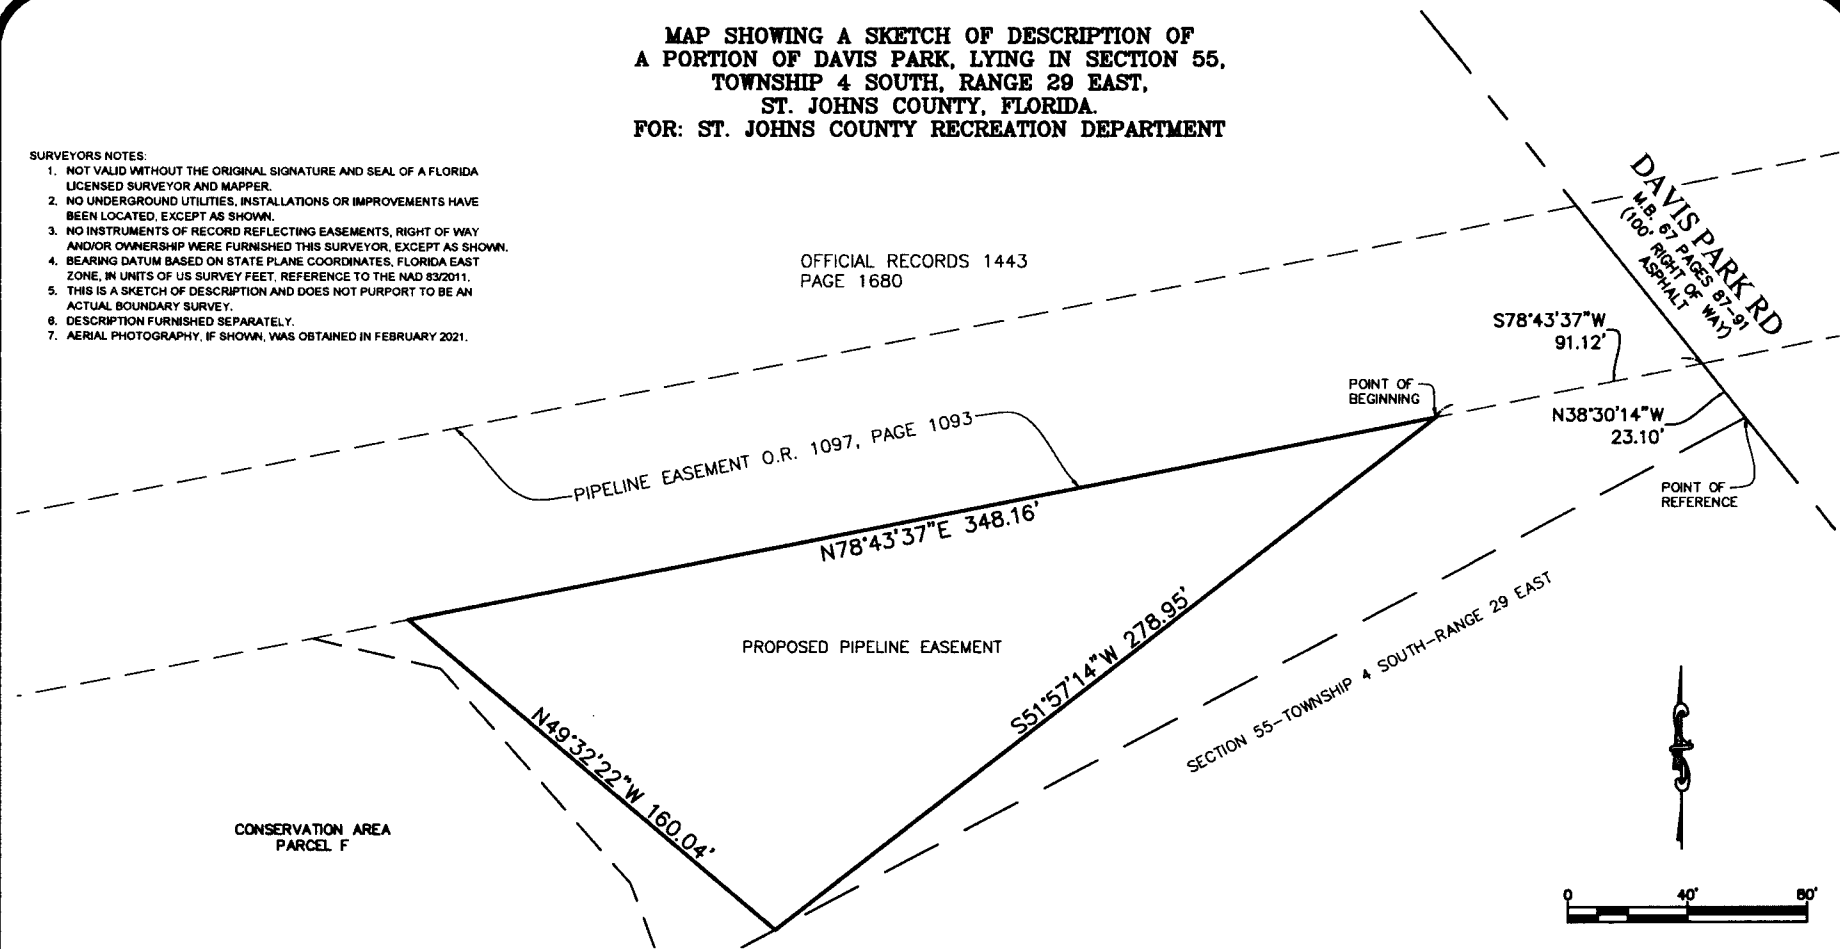 MAP SHOWING A SKETCH OF DESCRIPTION OF
A PORTION OF DAVIS PARK, LYING IN SECTION 55,
TOWNSHIP 4 SOUTH, RANGE 29 EAST,
ST. JOHNS COUNTY, FLORIDA.
FOR: ST. JOHNS COUNTY RECREATION DEPARTMENT
SURVEYORS NOTES:
1. NOT VALID WITHOUT THE ORIGINAL SIGNATURE AND SEAL OF A FLORIDA
LICENSED SURVEYOR AND MAPPER.
2. NO UNDERGROUND UTILITIES, INSTALLATIONS OR IMPROVEMENTS HAVE
BEEN LOCATED, EXCEPT AS SHOWN.
3. NO INSTRUMENTS OF RECORD REFLECTING EASEMENTS, RIGHT OF WAY
AND/OR OWNERSHIP WERE FURNISHED THIS SURVEYOR, EXCEPT AS SHOWN.
4. BEARING DATUM BASED ON STATE PLANE COORDINATES, FLORIDA EAST
ZONE, IN UNITS OF US SURVEY FEET, REFERENCE TO THE NAD 83/2011.
5. THIS IS A SKETCH OF DESCRIPTION AND DOES NOT PURPORT TO BE AN
ACTUAL BOUNDARY SURVEY.
6. DESCRIPTION FURNISHED SEPARATELY.
7. AERIAL PHOTOGRAPHY, IF SHOWN, WAS OBTAINED IN FEBRUARY 2021.
OFFICIAL RECORDS 1443
PAGE 1680
DAVIS PARK RD
M.B. 67 PAGES 87-91
(100' RIGHT OF WAY)
ASPHALT
S78°43'37"W
91.12'
POINT OF
BEGINNING
N38°30'14"W
23.10'
POINT OF
REFERENCE
PIPELINE EASEMENT O.R. 1097, PAGE 1093
N78°43'37"E 348.16'
PROPOSED PIPELINE EASEMENT
S51°57'14"W 278.95'
SECTION 55-TOWNSHIP 4 SOUTH-RANGE 29 EAST
N49°32'22"W 160.04'
CONSERVATION AREA
PARCEL F
0 40' 80'